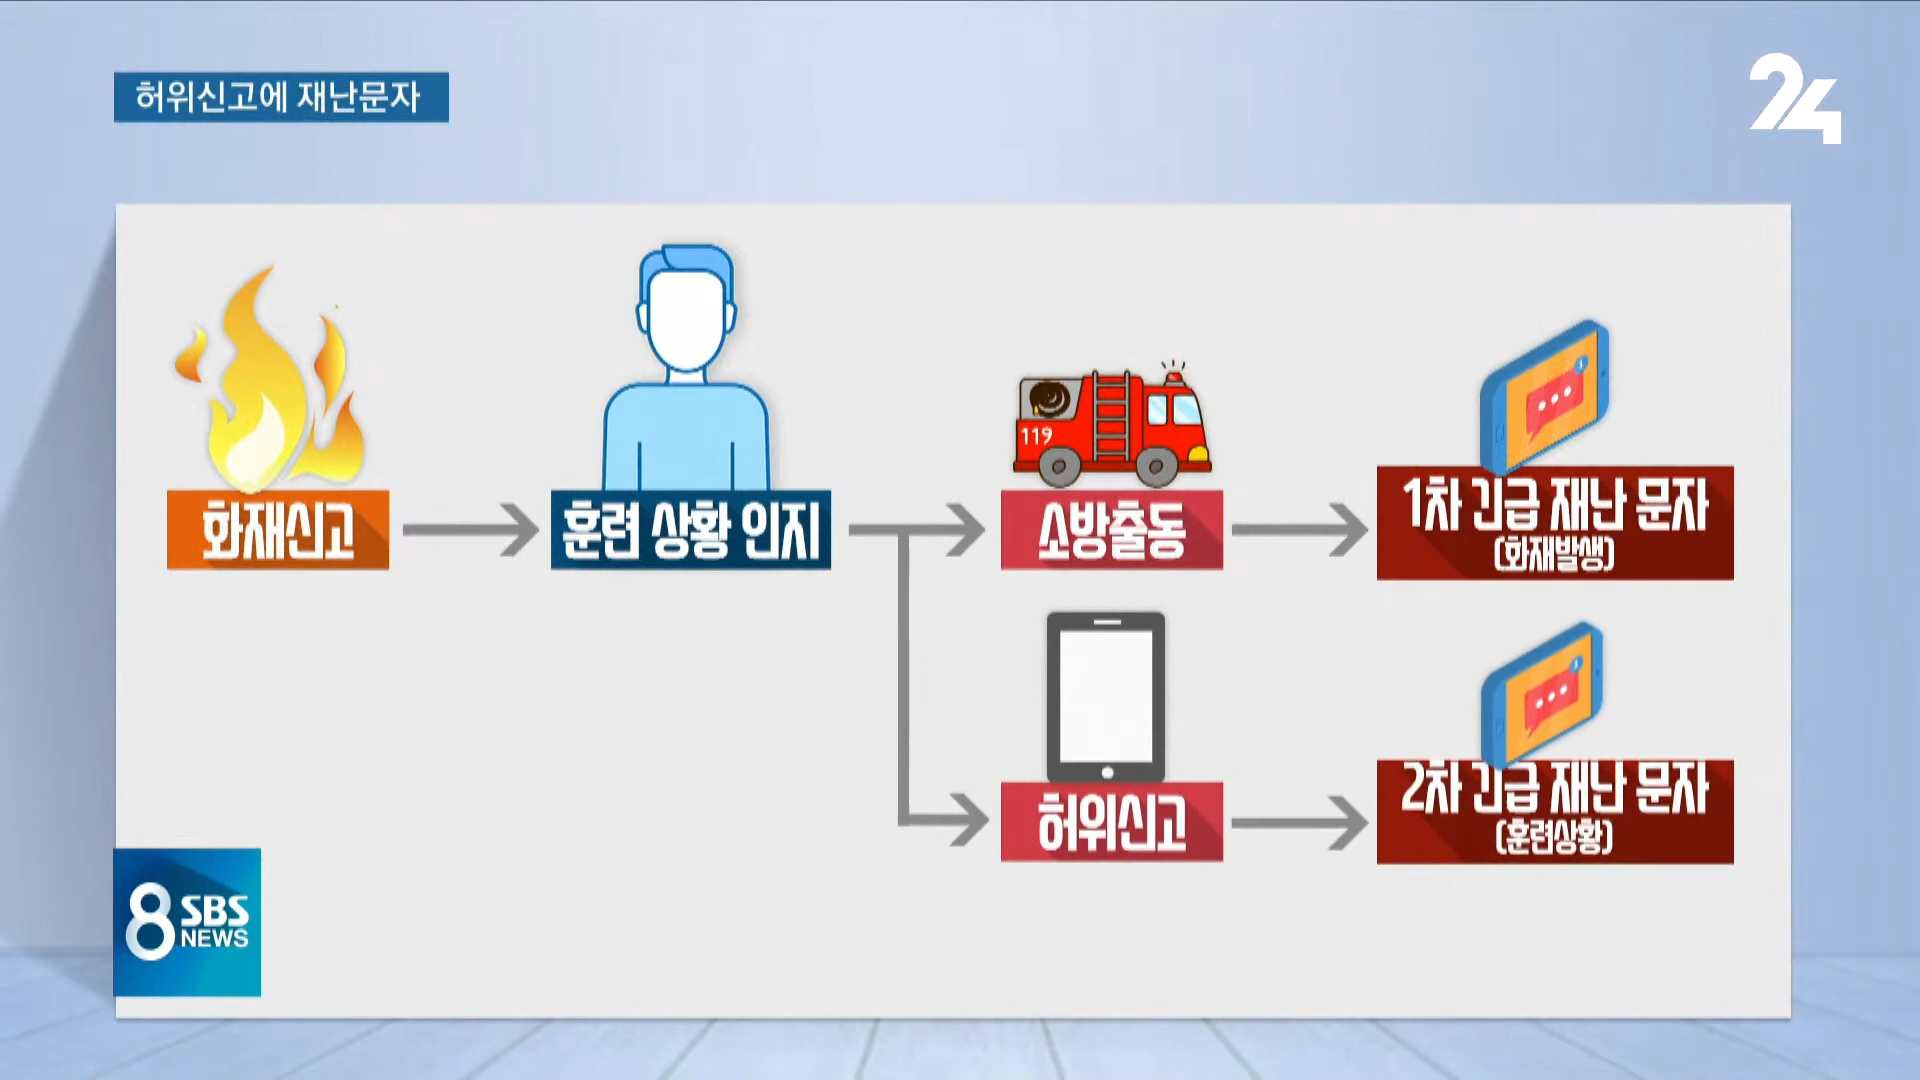 허위신고에 재난문자
24
화재신고
훈련 상황 인지
119
소방출동
1차 긴급 재난 문자
(화재발생)
허위신고
2차 긴급 재난 문자
(훈련상황)
8 SBS
NEWS